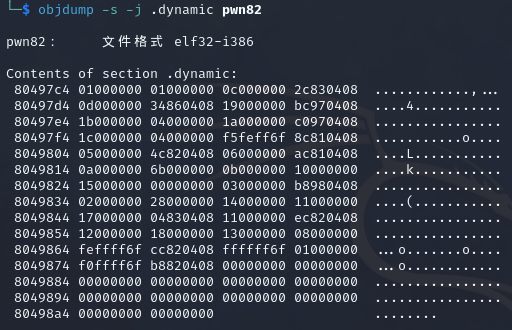 └─$ objdump -s -j .dynamic pwn82
pwn82：     文件格式 elf32-i386
Contents of section .dynamic:
 80497c4 01000000 01000000 0c000000 2c830408  ............,...
 80497d4 0d000000 34860408 19000000 bc970408  ....4...........
 80497e4 1b000000 04000000 1a000000 c0970408  ................
 80497f4 1c000000 04000000 f5feff6f 8c810408  ...........o....
 8049804 05000000 4c820408 06000000 ac810408  ....L...........
 8049814 0a000000 6b000000 0b000000 10000000  ....k...........
 8049824 15000000 00000000 03000000 b8980408  ................
 8049834 02000000 28000000 14000000 11000000  ....(...........
 8049844 17000000 04830408 11000000 ec820408  ................
 8049854 12000000 18000000 13000000 08000000  ................
 8049864 feffff6f cc820408 ffffff6f 01000000  ...o.......o....
 8049874 f0ffff6f b8820408 00000000 00000000  ...o............
 8049884 00000000 00000000 00000000 00000000  ................
 8049894 00000000 00000000 00000000 00000000  ................
 80498a4 00000000 00000000                    ........